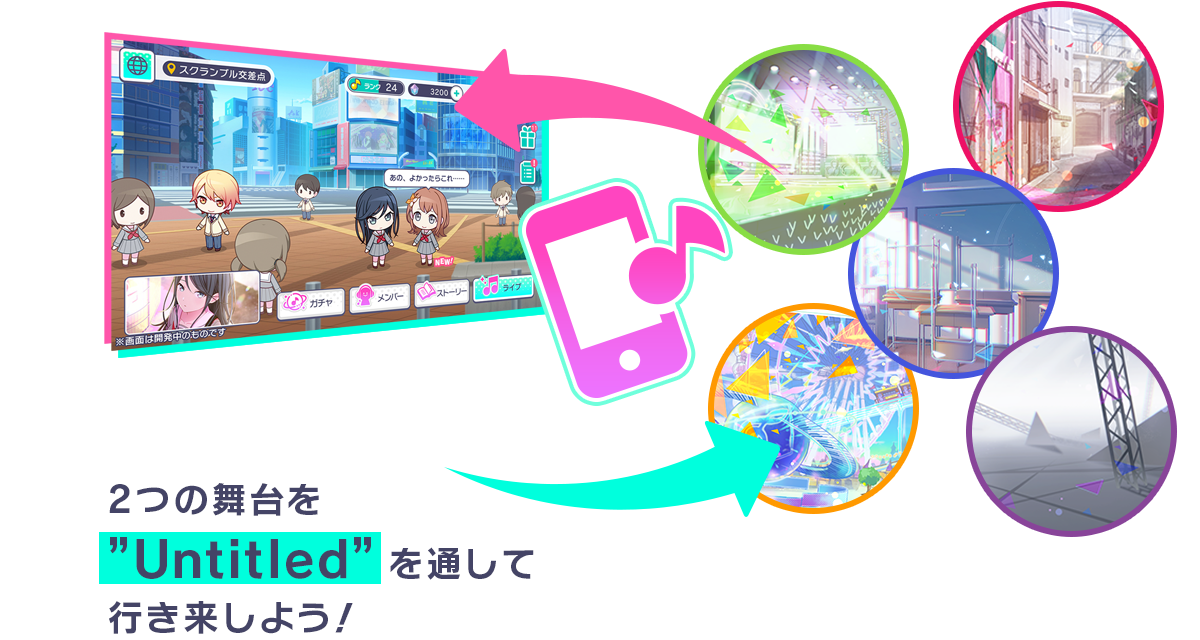 スクランブル交差点
ランク 24
3200
あの、よかったらこれ……
NEW!
ガチャ
メンバー
ストーリー
ライブ
※画面は開発中のものです
2つの舞台を
”Untitled”を通して
行き来しよう!